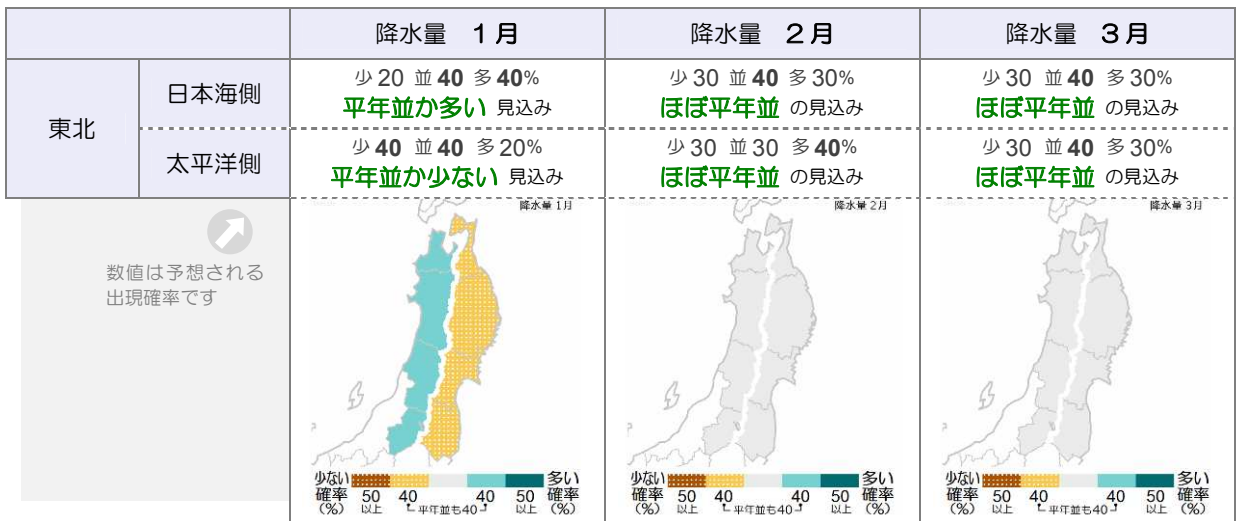 降水量 1月 降水量 2月 降水量 3月
東北
日本海側
少 20 並 40 多 40%
平年並か多い 見込み
少 30 並 40 多 30%
ほぼ平年並 の見込み
少 30 並 40 多 30%
ほぼ平年並 の見込み
太平洋側
少 40 並 40 多 20%
平年並か少ない 見込み
少 30 並 30 多 40%
ほぼ平年並 の見込み
少 30 並 40 多 30%
ほぼ平年並 の見込み
数値は予想される
出現確率です
降水量 1月
少ない 多い
確率 50 40 40 50 確率
(%) 以上 平年並も40 以上 (%)
降水量 2月
少ない 多い
確率 50 40 40 50 確率
(%) 以上 平年並も40 以上 (%)
降水量 3月
少ない 多い
確率 50 40 40 50 確率
(%) 以上 平年並も40 以上 (%)